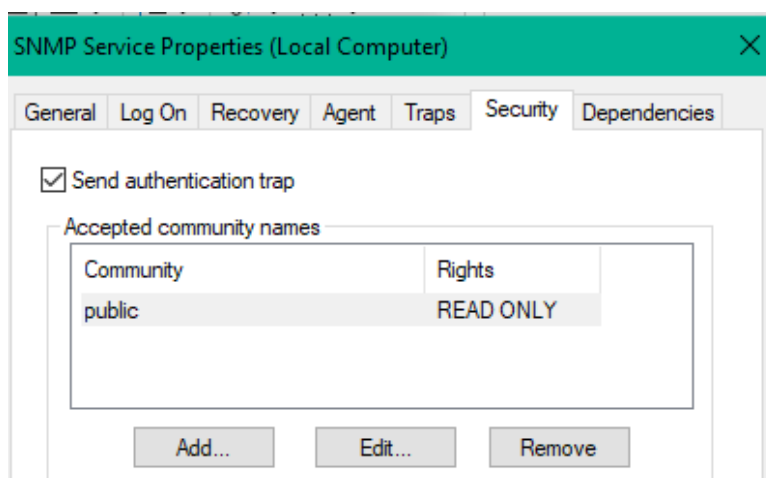 SNMP Service Properties (Local Computer)
General Log On Recovery Agent Traps Security Dependencies
Send authentication trap
Accepted community names
Community Rights
public READ ONLY
Add... Edit... Remove